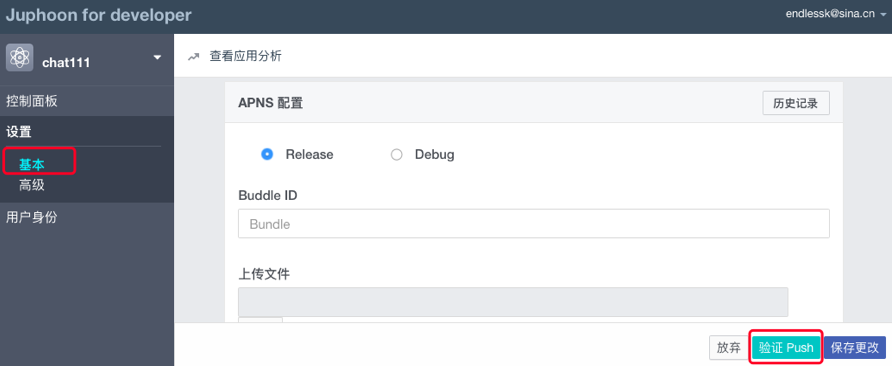 Juphoon for developer
endlessk@sina.cn
chat111
查看应用分析
控制面板
设置
基本
高级
用户身份
APNS 配置
历史记录
Release
Debug
Buddle ID
Bundle
上传文件
放弃
验证 Push
保存更改